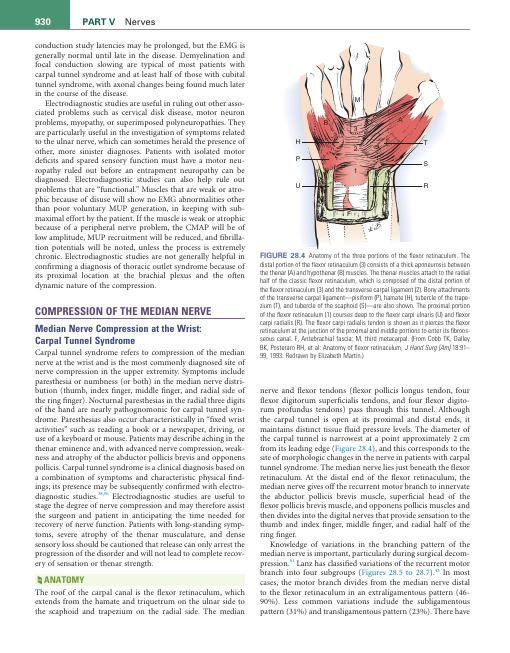 930
PART V Nerves
conduction study latencies may be prolonged, but the EMG is
generally normal until late in the disease. Demyelination and
focal conduction slowing are typical of most patients with
carpal tunnel syndrome and at least half of those with cubital
tunnel syndrome, with axonal changes being found much later
in the course of the disease.
Electrodiagnostic studies are useful in ruling out other asso-
ciated problems such as cervical disk disease, motor neuron
problems, myopathy, or superimposed polyneuropathies. They
are particularly useful in the investigation of symptoms related
to the ulnar nerve, which can sometimes herald the presence of
other, more sinister diagnoses. Patients with isolated motor
deficits and spared sensory function must have a motor neu-
ropathy ruled out before an entrapment neuropathy can be
diagnosed. Electrodiagnostic studies can also help rule out
problems that are "functional." Muscles that are weak or atro-
phic because of disuse will show no EMG abnormalities other
than poor voluntary MUP generation, in keeping with sub-
maximal effort by the patient. If the muscle is weak or atrophic
because of a peripheral nerve problem, the CMAP will be of
low amplitude, MUP recruitment will be reduced, and fibrilla-
tion potentials will be noted, unless the process is extremely
chronic. Electrodiagnostic studies are not generally helpful in
confirming a diagnosis of thoracic outlet syndrome because of
its proximal location at the brachial plexus and the often
dynamic nature of the compression.
COMPRESSION OF THE MEDIAN NERVE
Median Nerve Compression at the Wrist:
Carpal Tunnel Syndrome
Carpal tunnel syndrome refers to compression of the median
nerve at the wrist and is the most commonly diagnosed site of
nerve compression in the upper extremity. Symptoms include
paresthesia or numbness (or both) in the median nerve distri-
bution (thumb, index finger, middle finger, and radial side of
the ring finger). Nocturnal paresthesias in the radial three digits
of the hand are nearly pathognomonic for carpal tunnel syn-
drome. Paresthesias also occur characteristically in "fixed wrist
activities" such as reading a book or a newspaper, driving, or
use of a keyboard or mouse. Patients may describe aching in the
thenar eminence and, with advanced nerve compression, weak-
ness and atrophy of the abductor pollicis brevis and opponens
pollicis. Carpal tunnel syndrome is a clinical diagnosis based on
a combination of symptoms and characteristic physical find-
ings; its presence may be subsequently confirmed with electro-
diagnostic studies. Electrodiagnostic studies are useful to
stage the degree of nerve compression and may therefore assist
the surgeon and patient in anticipating the time needed for
recovery of nerve function. Patients with long-standing symp-
toms, severe atrophy of the thenar musculature, and dense
sensory loss should be cautioned that release can only arrest the
progression of the disorder and will not lead to complete recov-
ery of sensation or thenar strength.
ANATOMY
The roof of the carpal canal is the flexor retinaculum, which
extends from the hamate and triquetrum on the ulnar side to
the scaphoid and trapezium on the radial side. The median
M
B
A
3
H
T
2
P
S
1
U
R
F
FIGURE 28.4 Anatomy of the three portions of the flexor retinaculum. The
distal portion of the flexor retinaculum (3) consists of a thick aponeurosis between
the thenar (A) and hypothenar (B) muscles. The thenar muscles attach to the radial
half of the classic flexor retinaculum, which is composed of the distal portion of
the flexor retinaculum (3) and the transverse carpal ligament (2). Bony attachments
of the transverse carpal ligament—pisiform (P), hamate (H), tubercle of the trape-
zium (T), and tubercle of the scaphoid (S)—are also shown. The proximal portion
of the flexor retinaculum (1) courses deep to the flexor carpi ulnaris (U) and flexor
carpi radialis (R). The flexor carpi radialis tendon is shown as it pierces the flexor
retinaculum at the junction of the proximal and middle portions to enter its fibros-
seous canal. F, Antebrachial fascia; M, third metacarpal. (From Cobb TK, Dalley
BK, Posteraro RH, et al: Anatomy of flexor retinaculum, J Hand Surg [Am] 18:91–
99, 1993. Redrawn by Elizabeth Martin.)
nerve and flexion tendons (flexor pollicis longus tendon, four
flexor digitorum superficialis tendons, and four flexor digito-
rum profundus tendons) pass through this tunnel. Although
the carpal tunnel is open at its proximal and distal ends, it
maintains distinct tissue fluid pressure levels. The diameter of
the carpal tunnel is narrowest at a point approximately 2 cm
from its leading edge (Figure 28.4), and this corresponds to the
site of morphologic changes in the nerve in patients with carpal
tunnel syndrome. The median nerve lies just beneath the flexor
retinaculum. At the distal end of the flexor retinaculum, the
median nerve gives off the recurrent motor branch to innervate
the abductor pollicis brevis muscle, superficial head of the
flexor pollicis brevis muscle, and opponens pollicis muscle and
then divides into the digital nerves that provide sensation to the
thumb and index finger, middle finger, and radial half of the
ring finger.
Knowledge of variations in the branching pattern of the
median nerve is important, particularly during surgical decom-
pression. Lanz has classified variations of the recurrent motor
branch into four subgroups (Figures 28.5 to 28.7). In most
cases, the motor branch divides from the median nerve distal
to the flexor retinaculum in an extraligamentous pattern (46-
90%). Less common variations include the subligamentous
pattern (31%) and transligamentous pattern (23%). There have